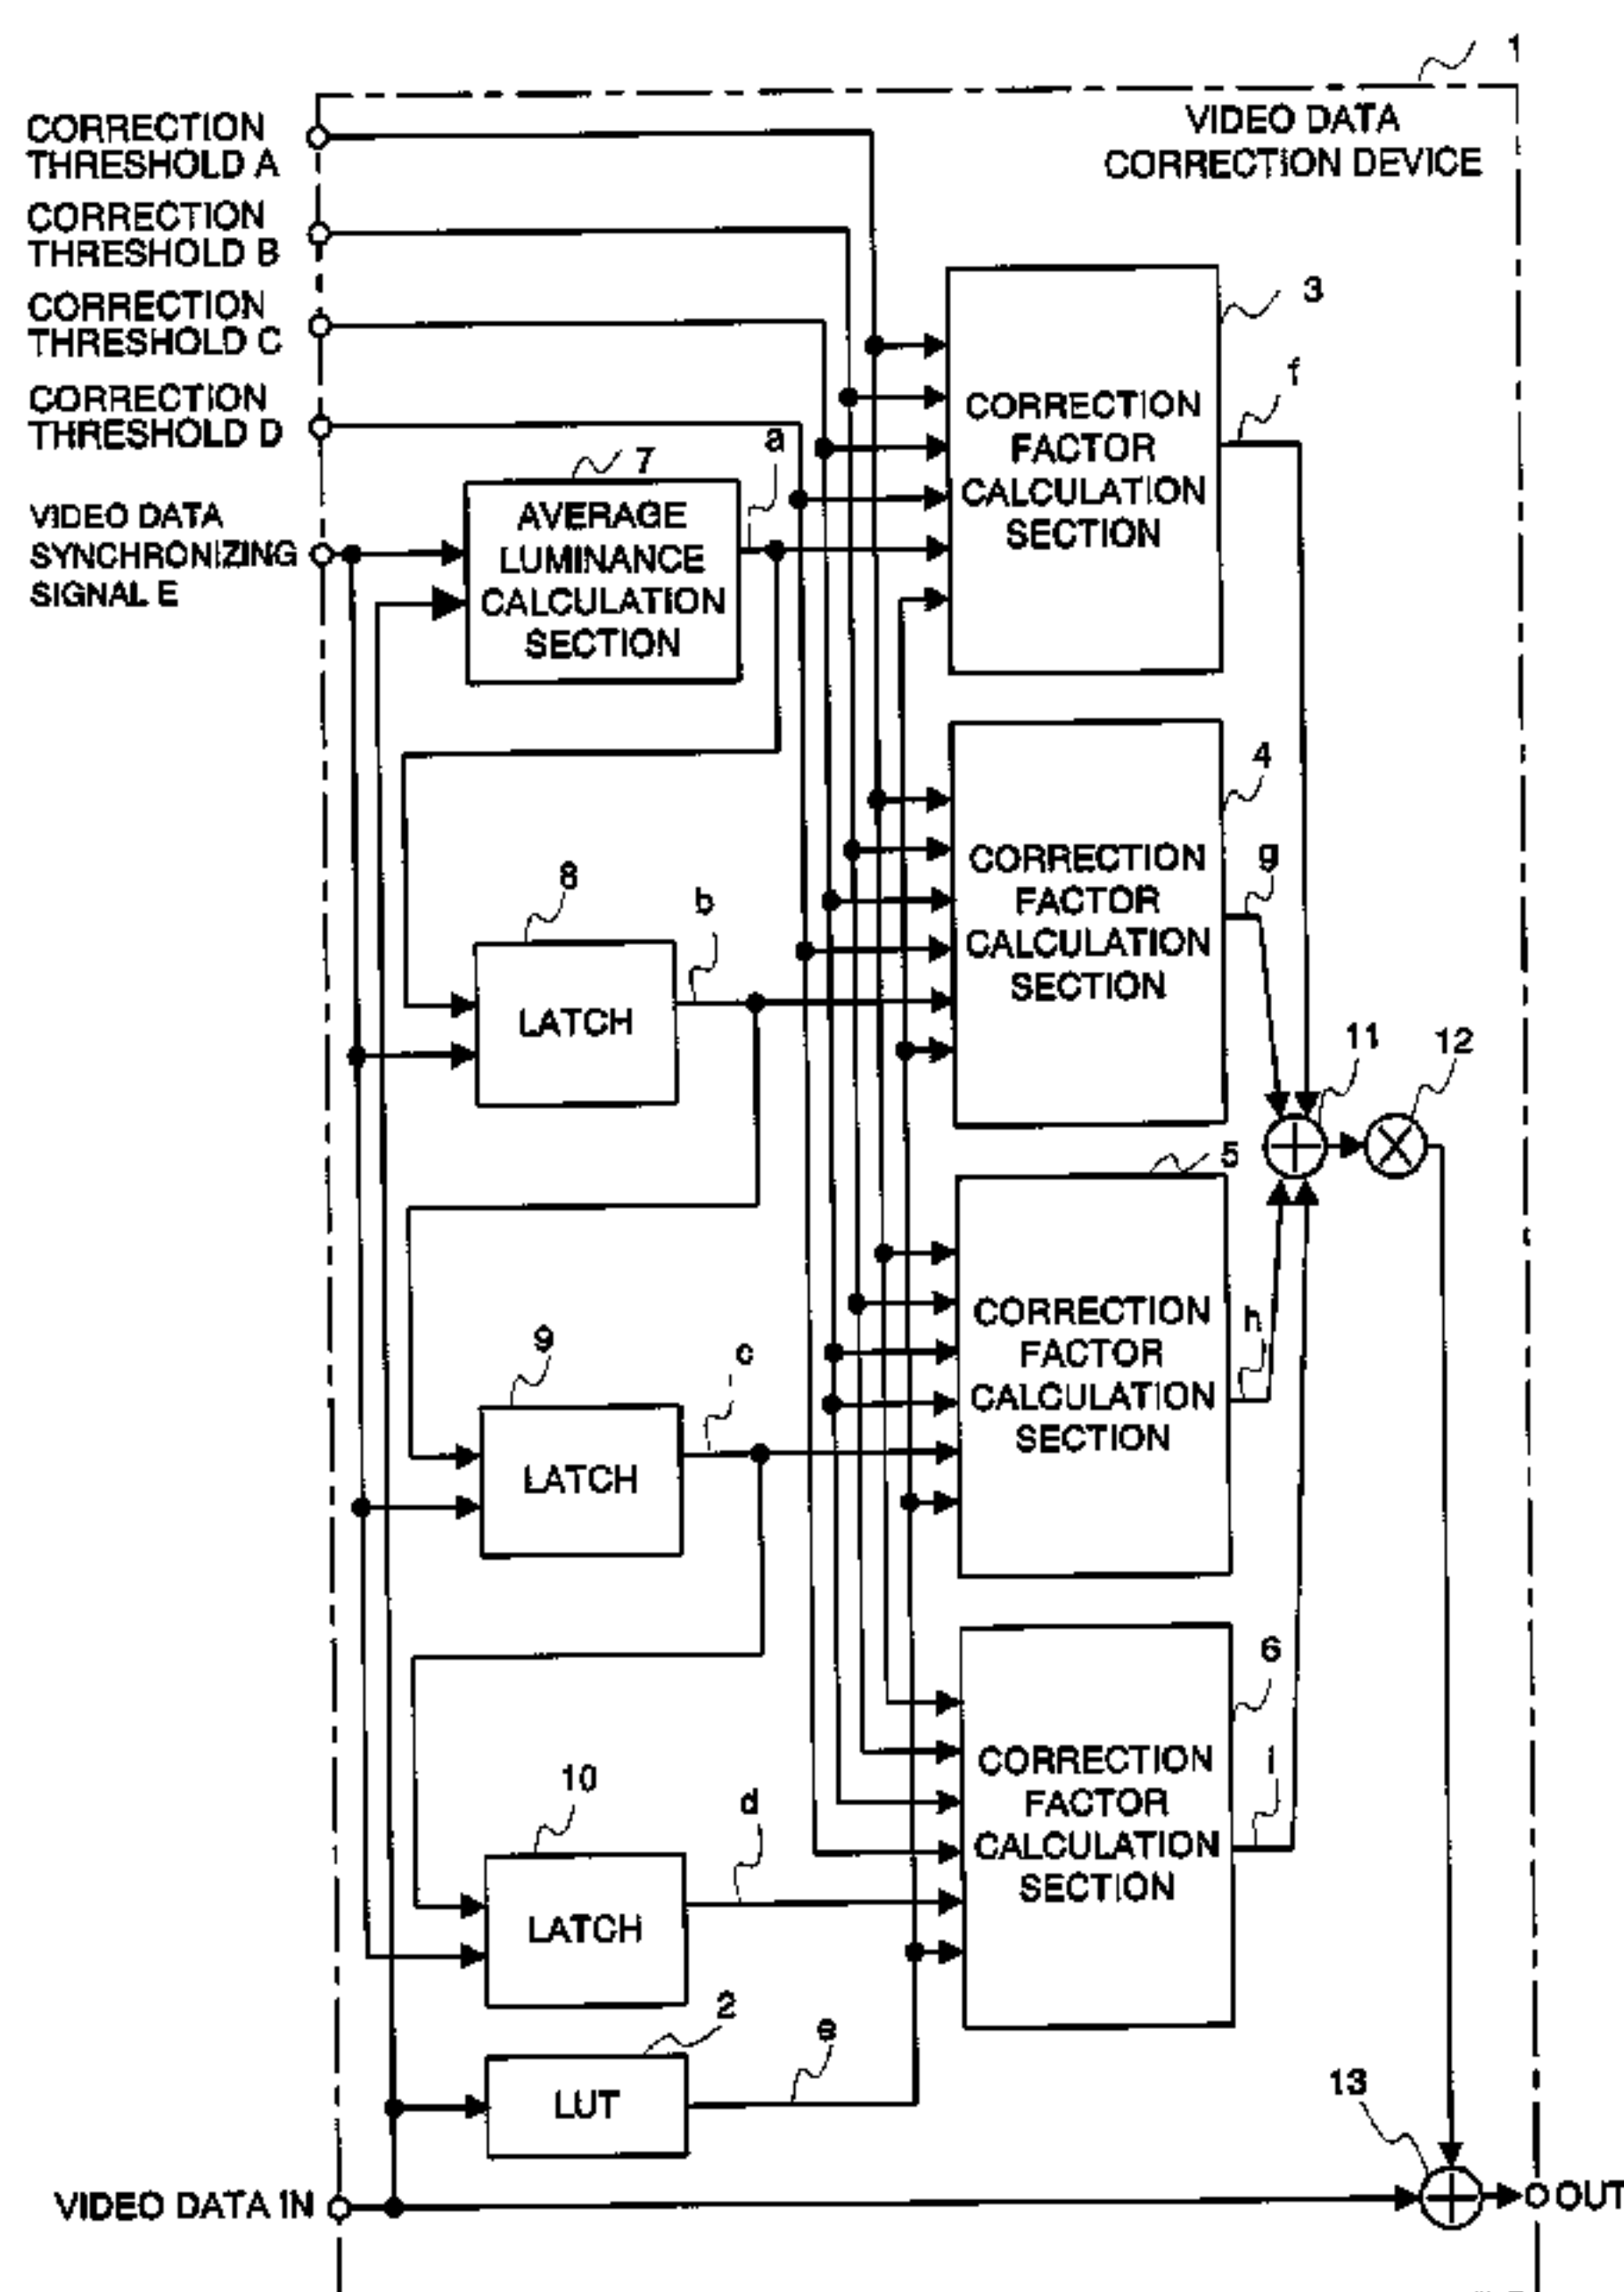 1
VIDEO DATA
CORRECTION DEVICE
CORRECTION
THRESHOLD A
CORRECTION
THRESHOLD B
CORRECTION
THRESHOLD C
CORRECTION
THRESHOLD D
VIDEO DATA
SYNCHRONIZING
SIGNAL E
7
AVERAGE
LUMINANCE
CALCULATION
SECTION
a
3
CORRECTION
FACTOR
CALCULATION
SECTION
f
4
CORRECTION
FACTOR
CALCULATION
SECTION
g
8
LATCH
b
11
12
5
CORRECTION
FACTOR
CALCULATION
SECTION
h
9
LATCH
c
6
CORRECTION
FACTOR
CALCULATION
SECTION
i
10
LATCH
d
2
LUT
e
13
VIDEO DATA IN
OUT